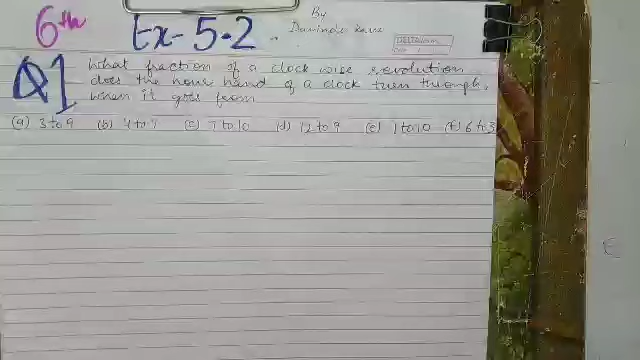 6th Ex-5.2 By
Q1 What fraction of a clock wise revolution
does the hour hand of a clock turn through,
when it goes from
(a) 3 to 9 (b) 4 to 7 (c) 7 to 10 (d) 12 to 9 (e) 1 to 10 (f) 6 to 3